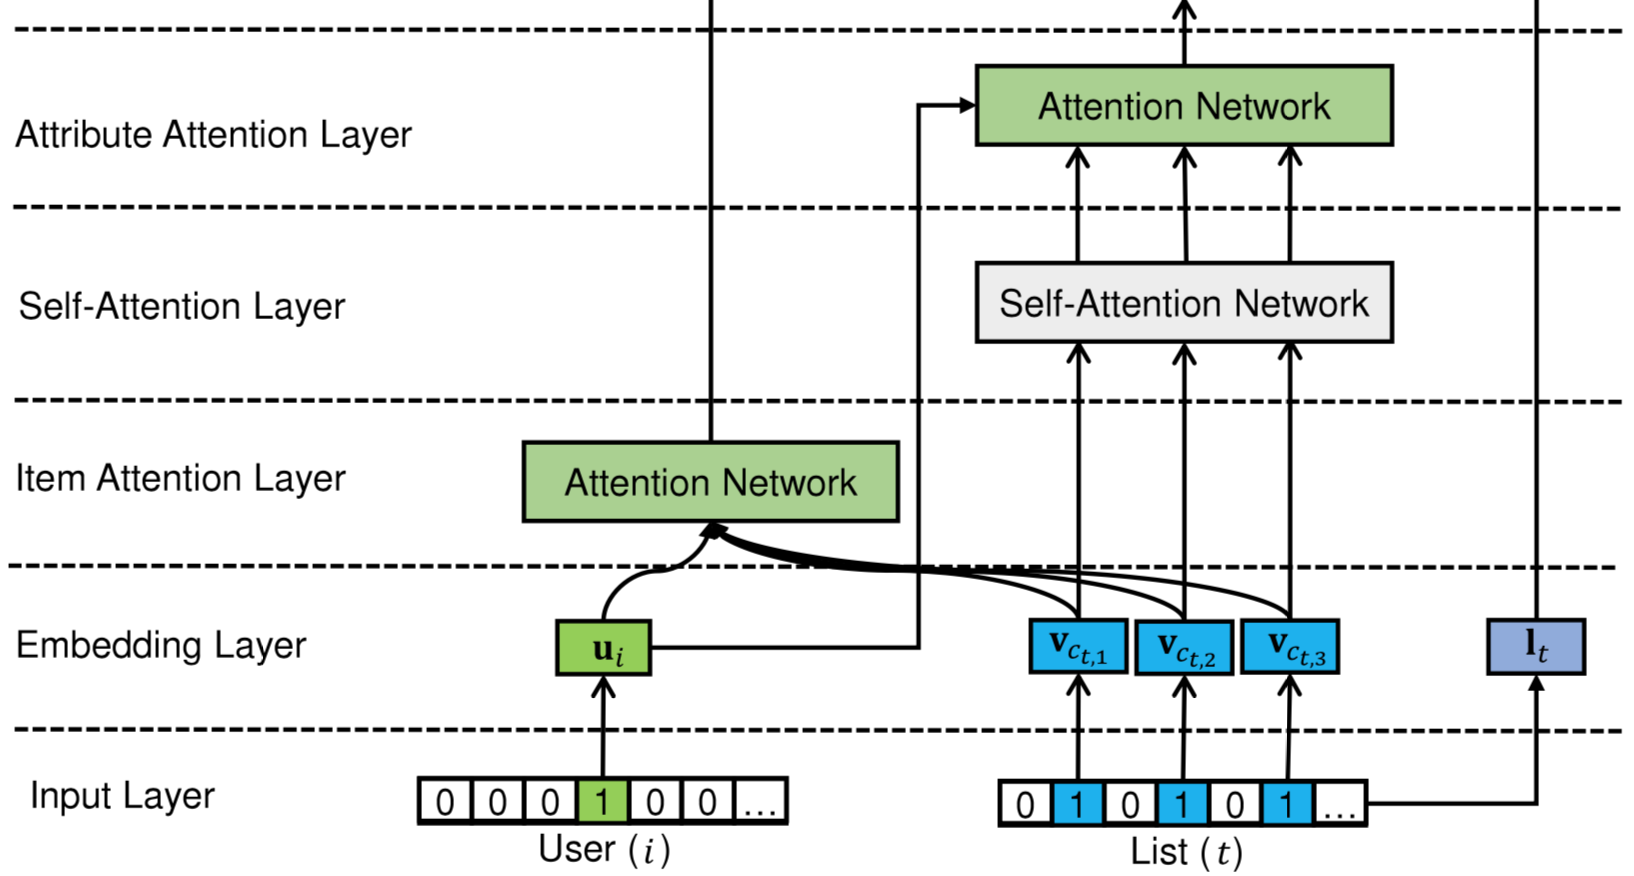 Attribute Attention Layer
Attention Network
Self-Attention Layer
Self-Attention Network
Item Attention Layer
Attention Network
Embedding Layer
u_i
v_{c_{t,1}} v_{c_{t,2}} v_{c_{t,3}}
l_t
Input Layer
0 0 0 1 0 0 ...
0 1 0 1 0 1 ...
User (i)
List (t)